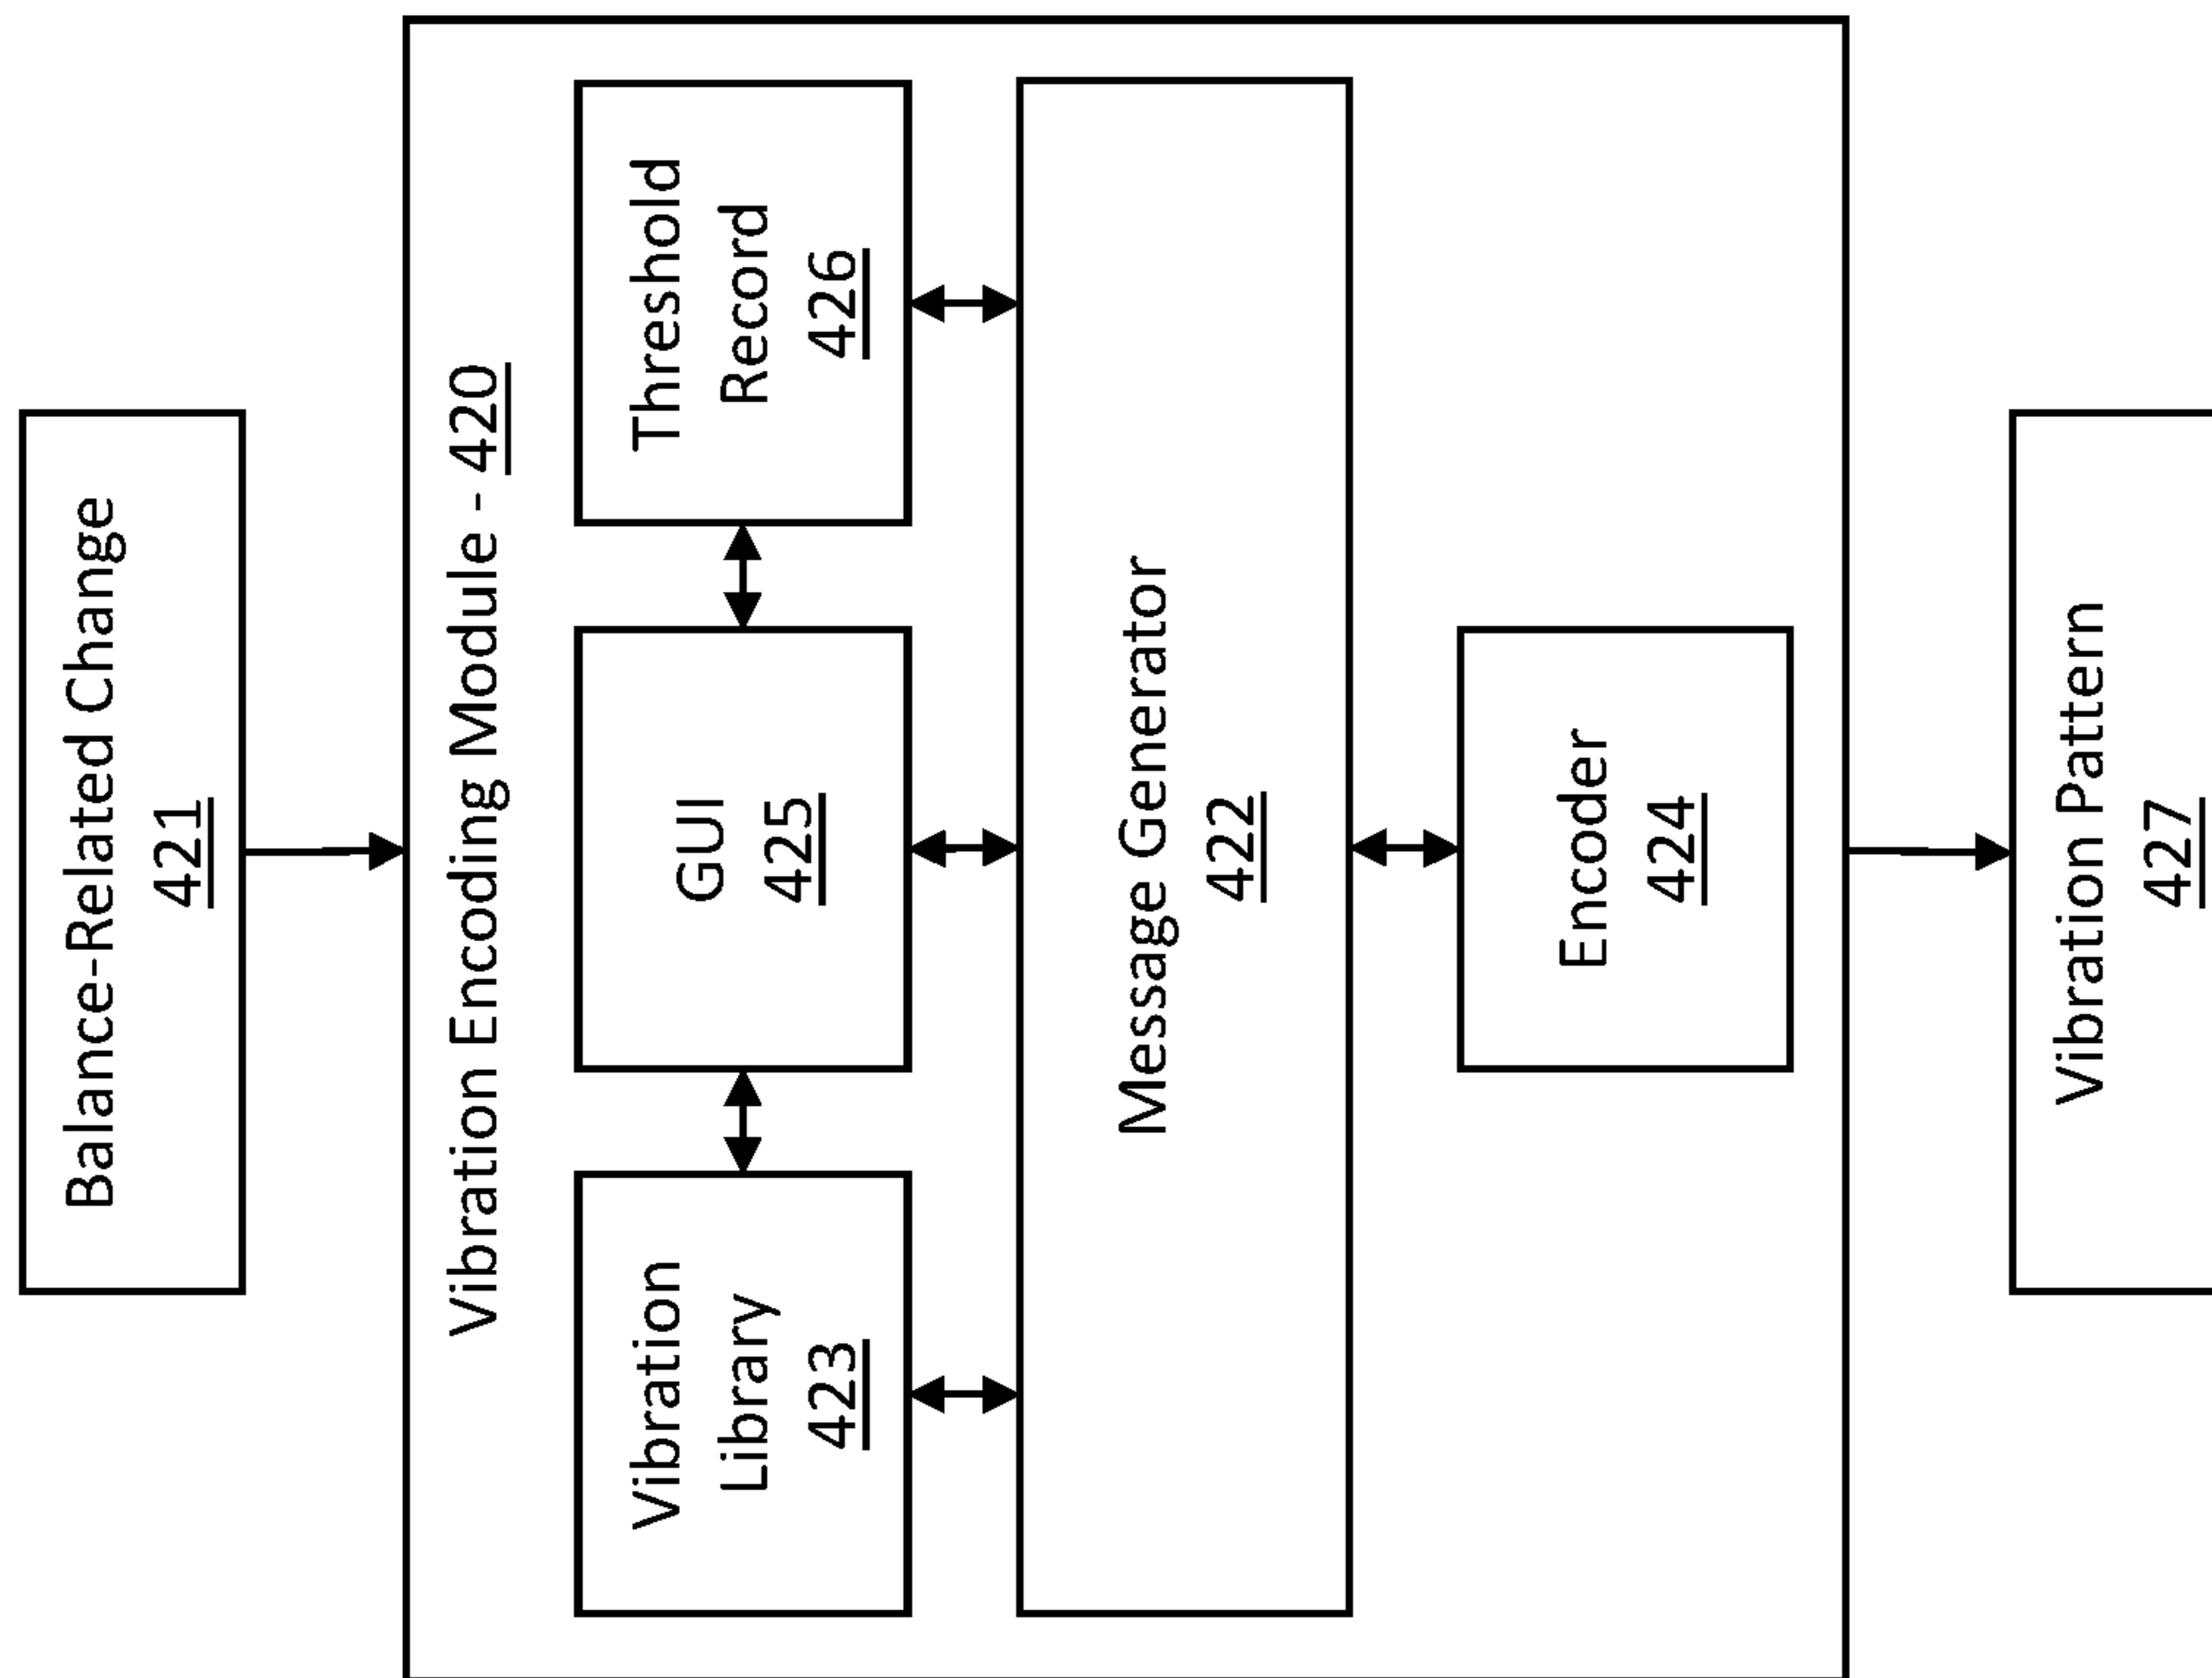 Balance-Related Change
421
Vibration Encoding Module - 420
Vibration
Library
423
GUI
425
Threshold
Record
426
Message Generator
422
Encoder
424
Vibration Pattern
427